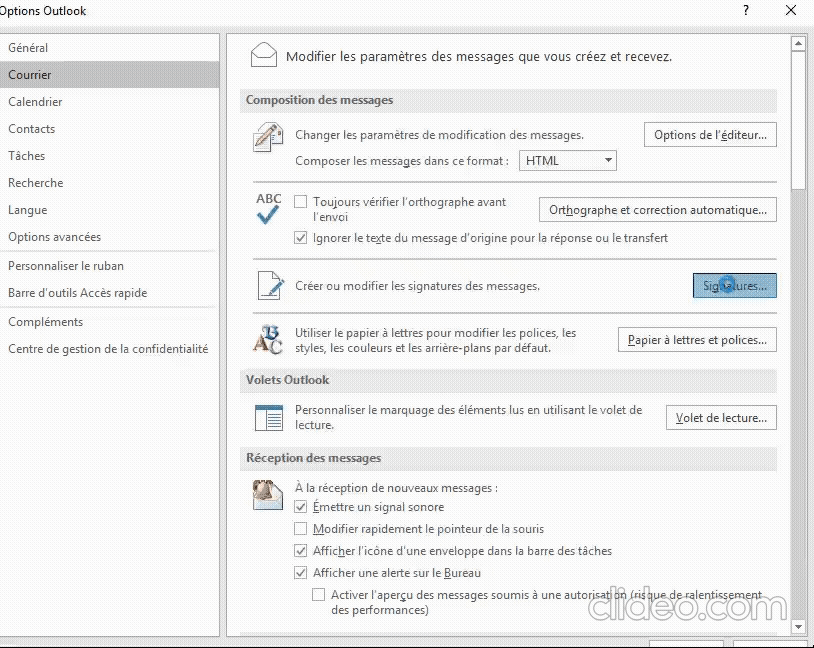 Options Outlook
?
Général
Courrier
Calendrier
Contacts
Tâches
Recherche
Langue
Options avancées
Personnaliser le ruban
Barre d'outils Accès rapide
Compléments
Centre de gestion de la confidentialité
Modifier les paramètres des messages que vous créez et recevez.
Composition des messages
Changer les paramètres de modification des messages.
Options de l'éditeur...
Composer les messages dans ce format :
HTML
ABC
Toujours vérifier l'orthographe avant
l'envoi
Orthographe et correction automatique...
Ignorer le texte du message d'origine pour la réponse ou le transfert
Créer ou modifier les signatures des messages.
Signatures...
Utiliser le papier à lettres pour modifier les polices, les
styles, les couleurs et les arrière-plans par défaut.
Papier à lettres et polices...
Volets Outlook
Personnaliser le marquage des éléments lus en utilisant le volet de
lecture.
Volet de lecture...
Réception des messages
À la réception de nouveaux messages :
Émettre un signal sonore
Modifier rapidement le pointeur de la souris
Afficher l'icône d'une enveloppe dans la barre des tâches
Afficher une alerte sur le Bureau
Activer l'aperçu des messages soumis à une autorisation (risque de ralentissement
des performances)
clideo.com